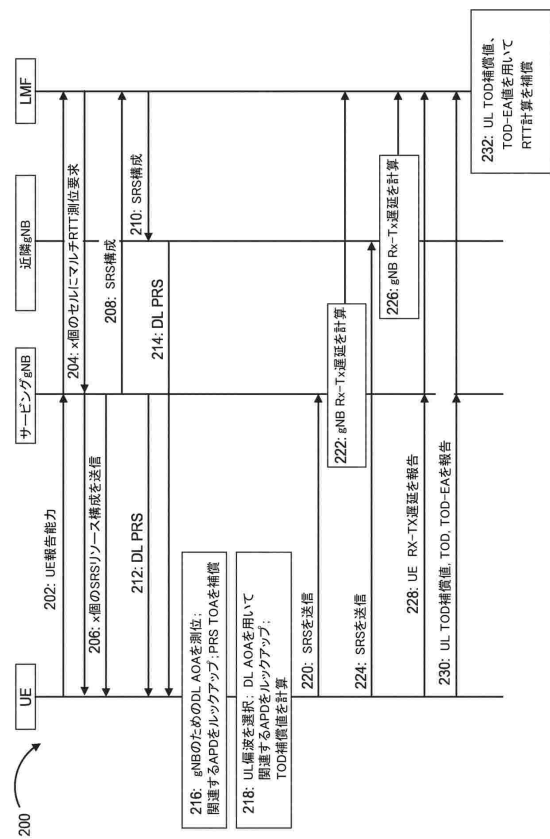 200
UE
サービングgNB
近隣gNB
LMF
202: UE報告能力
204: x個のセルにマルチRTT測位要求
206: x個のSRSリソース構成を送信
208: SRS構成
210: SRS構成
212: DL PRS
214: DL PRS
216: gNBのためのDL AOAを測位;
関連するAPDをルックアップ;PRS TOAを補償
218: UL偏波を選択; DL AOAを用いて
関連するAPDをルックアップ;
TOD補償値を計算
220: SRSを送信
222: gNB Rx-Tx遅延を計算
224: SRSを送信
226: gNB Rx-Tx遅延を計算
228: UE RX-TX遅延を報告
230: UL TOD補償値, TOD, TOD-EAを報告
232: UL TOD補償値、
TOD-EA値を用いて
RTT計算を補償